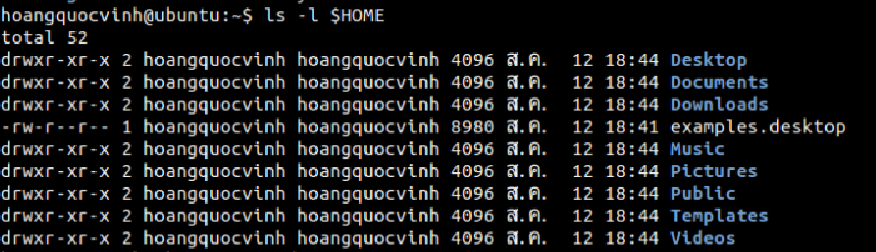 hoangquocvinh@ubuntu:~$ ls -l $HOME
total 52
drwxr-xr-x 2 hoangquocvinh hoangquocvinh 4096 ส.ค.  12 18:44 Desktop
drwxr-xr-x 2 hoangquocvinh hoangquocvinh 4096 ส.ค.  12 18:44 Documents
drwxr-xr-x 2 hoangquocvinh hoangquocvinh 4096 ส.ค.  12 18:44 Downloads
-rw-r--r-- 1 hoangquocvinh hoangquocvinh 8980 ส.ค.  12 18:41 examples.desktop
drwxr-xr-x 2 hoangquocvinh hoangquocvinh 4096 ส.ค.  12 18:44 Music
drwxr-xr-x 2 hoangquocvinh hoangquocvinh 4096 ส.ค.  12 18:44 Pictures
drwxr-xr-x 2 hoangquocvinh hoangquocvinh 4096 ส.ค.  12 18:44 Public
drwxr-xr-x 2 hoangquocvinh hoangquocvinh 4096 ส.ค.  12 18:44 Templates
drwxr-xr-x 2 hoangquocvinh hoangquocvinh 4096 ส.ค.  12 18:44 Videos